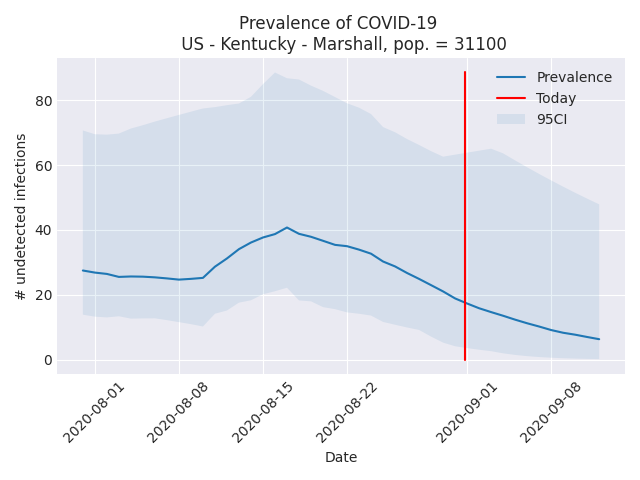 Prevalence of COVID-19
US - Kentucky - Marshall, pop. = 31100
Prevalence
Today
95CI
# undetected infections
80
60
40
20
0
2020-08-01
2020-08-08
2020-08-15
2020-08-22
2020-09-01
2020-09-08
Date